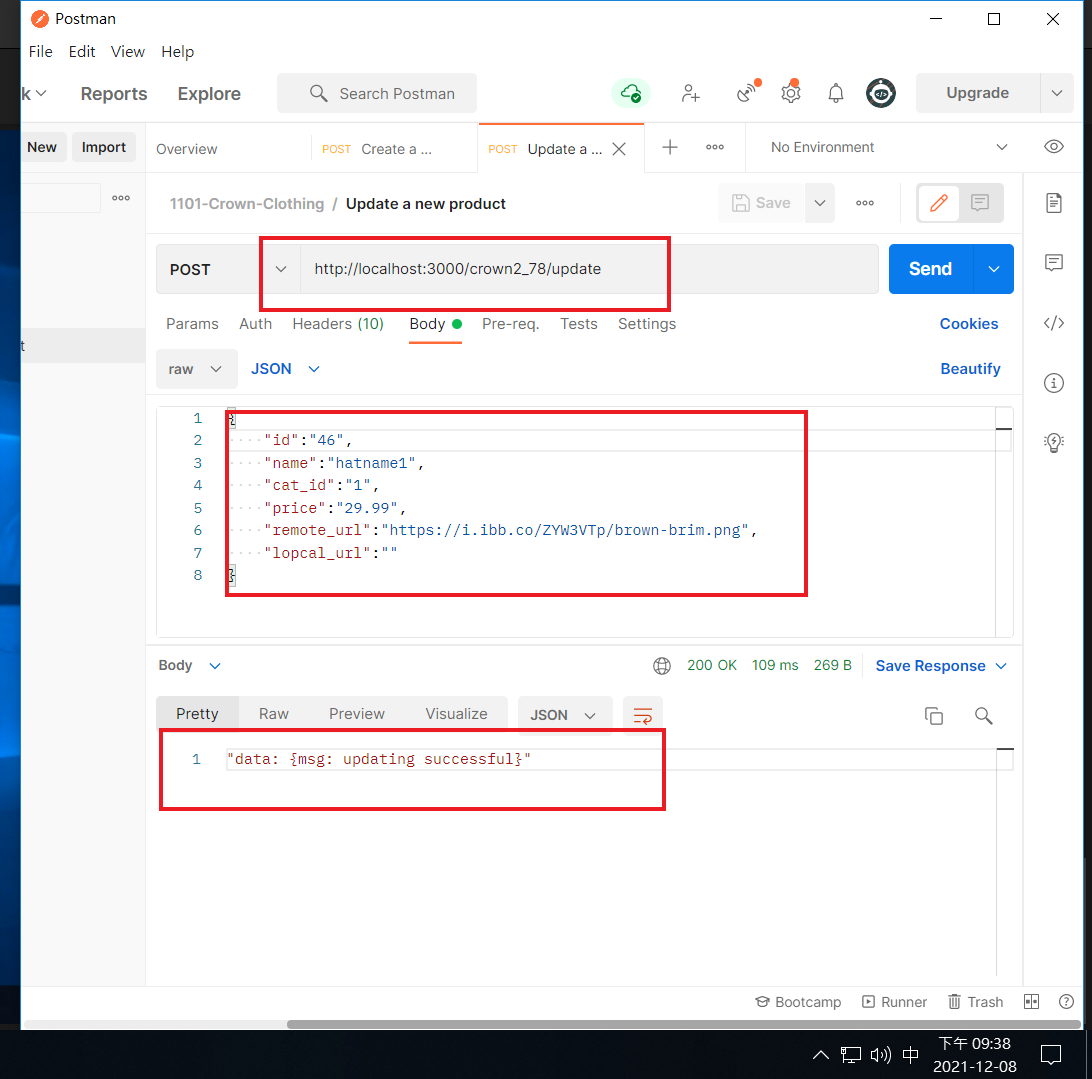 Postman
File Edit View Help
k Reports Explore Search Postman Upgrade
New Import Overview POST Create a ... POST Update a ... No Environment
1101-Crown-Clothing / Update a new product Save
POST http://localhost:3000/crown2_78/update Send
Params Auth Headers (10) Body Pre-req. Tests Settings Cookies
t
raw JSON Beautify
1 {
2 "id":"46",
3 "name":"hatname1",
4 "cat_id":"1",
5 "price":"29.99",
6 "remote_url":"https://i.ibb.co/ZYW3VTp/brown-brim.png",
7 "lopcal_url":""
8 }
Body 200 OK 109 ms 269 B Save Response
Pretty Raw Preview Visualize JSON
1 "data: {msg: updating successful}"
Bootcamp Runner Trash
中 下午 09:38
2021-12-08